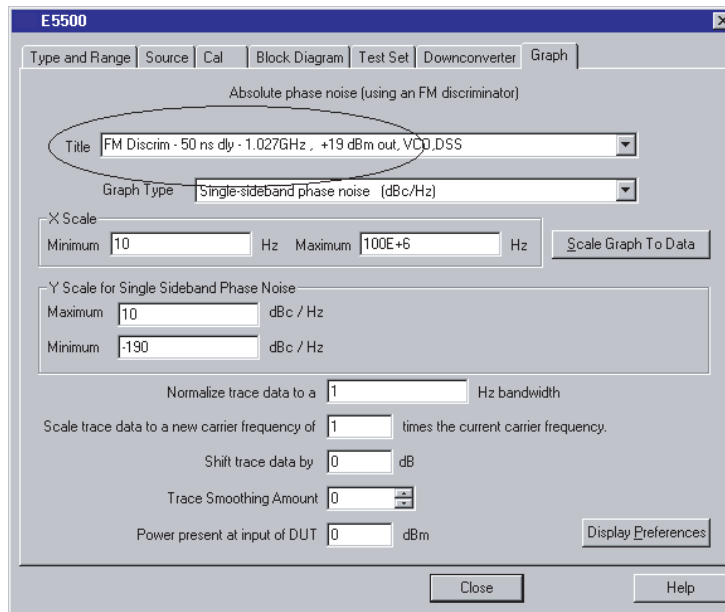 E5500
Type and Range Source Cal Block Diagram Test Set Downconverter Graph
Absolute phase noise (using an FM discriminator)
Title FM Discrim - 50 ns dly - 1.027GHz , +19 dBm out, VCO,DSS
Graph Type Single-sideband phase noise (dBc/Hz)
X Scale
Minimum 10 Hz Maximum 100E+6 Hz Scale Graph To Data
Y Scale for Single Sideband Phase Noise
Maximum 10 dBc / Hz
Minimum -190 dBc / Hz
Normalize trace data to a 1 Hz bandwidth
Scale trace data to a new carrier frequency of 1 times the current carrier frequency.
Shift trace data by 0 dB
Trace Smoothing Amount 0
Power present at input of DUT 0 dBm Display Preferences
Close Help